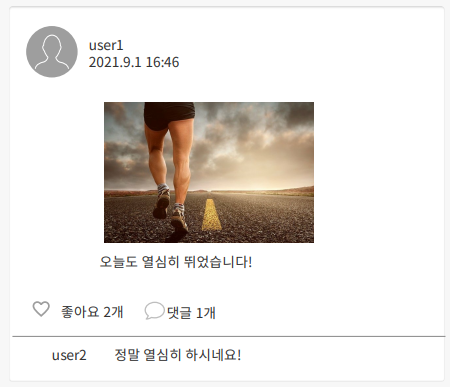 user1
2021.9.1 16:46
오늘도 열심히 뛰었습니다!
좋아요 2개 댓글 1개
user2 정말 열심히 하시네요!